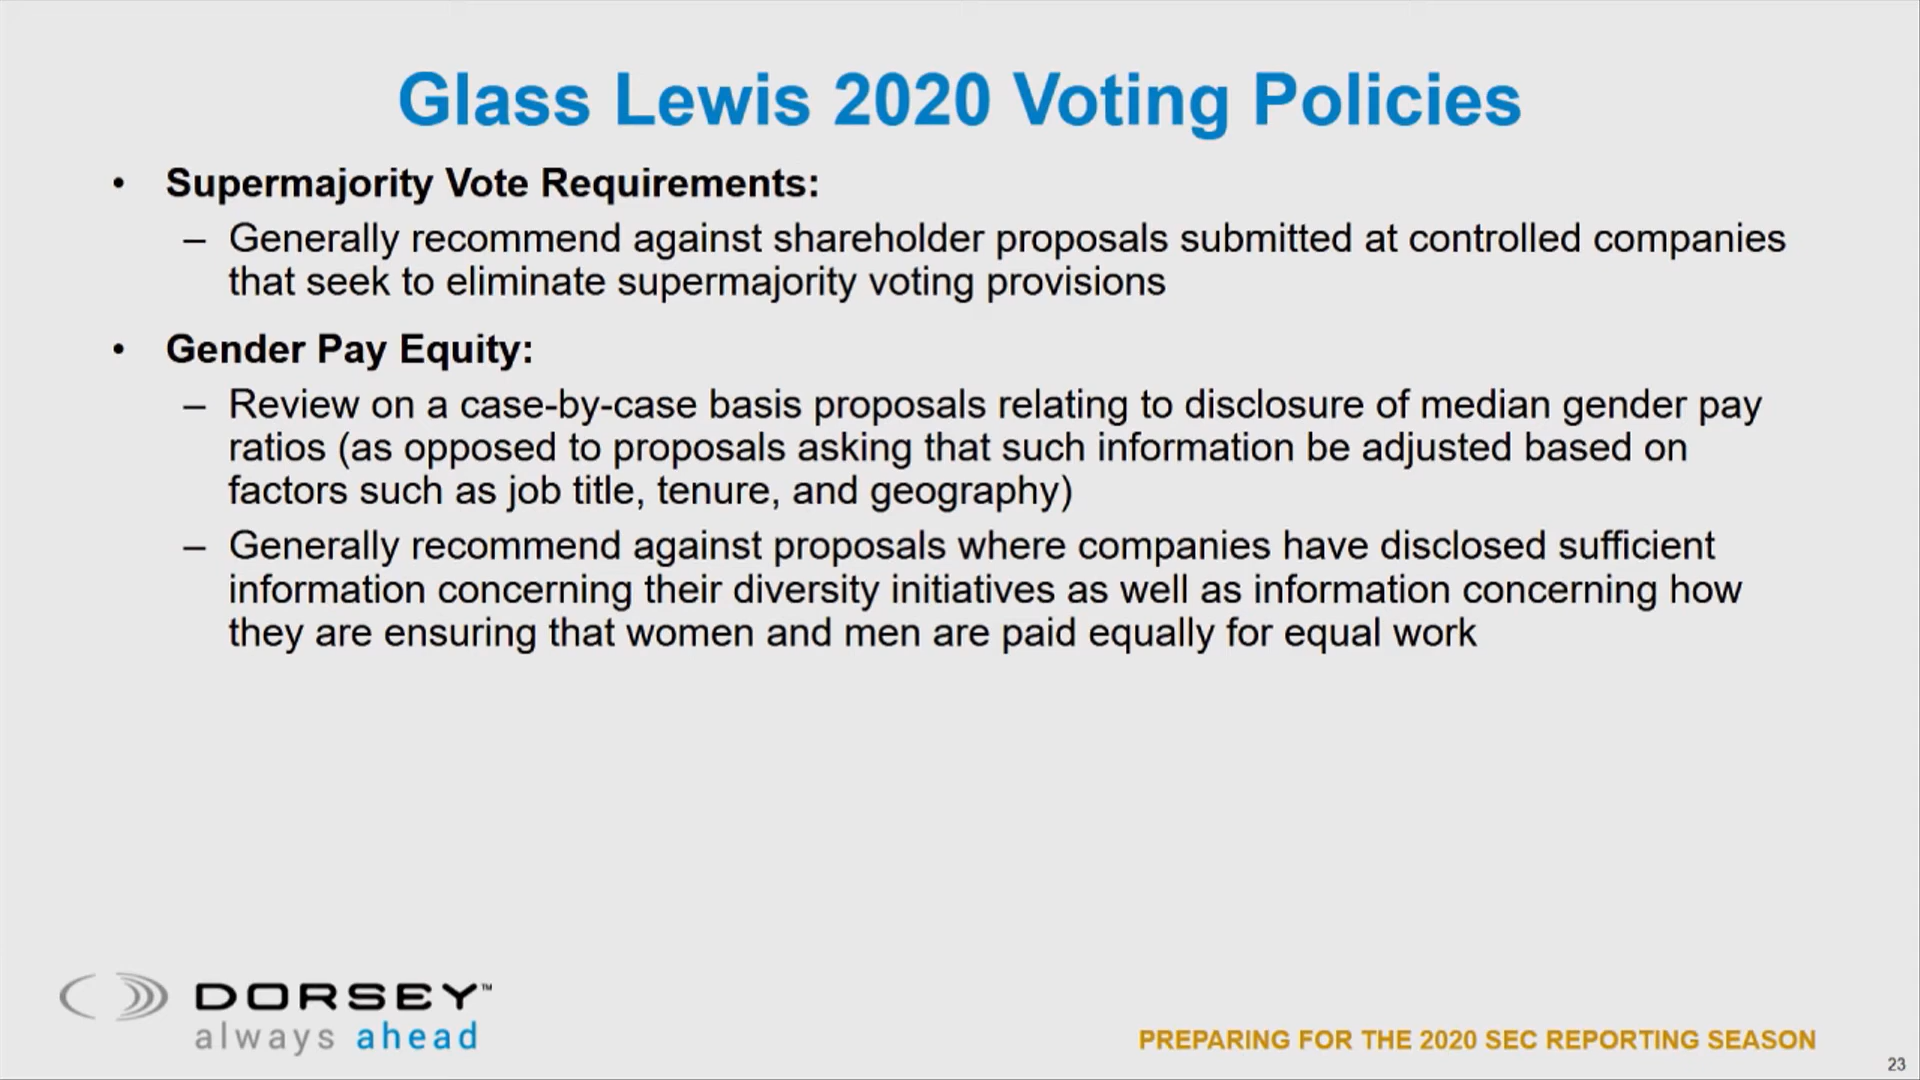 Glass Lewis 2020 Voting Policies
• Supermajority Vote Requirements:
– Generally recommend against shareholder proposals submitted at controlled companies
that seek to eliminate supermajority voting provisions
• Gender Pay Equity:
– Review on a case-by-case basis proposals relating to disclosure of median gender pay
ratios (as opposed to proposals asking that such information be adjusted based on
factors such as job title, tenure, and geography)
– Generally recommend against proposals where companies have disclosed sufficient
information concerning their diversity initiatives as well as information concerning how
they are ensuring that women and men are paid equally for equal work
DORSEY™
always ahead
PREPARING FOR THE 2020 SEC REPORTING SEASON
23